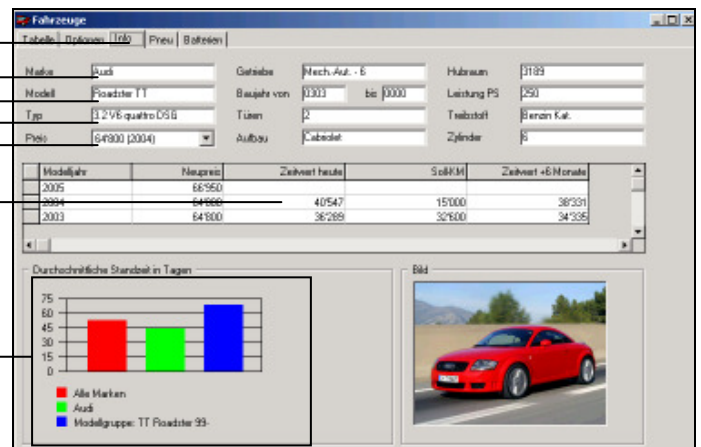 Fahrzeuge
Tabelle Optionen Info Pneu Batterien
Marke Audi Getriebe Mech.-Aut. - 6 Hubraum 3189
Modell Roadster TT Baujahr von 0303 bis 0000 Leistung PS 250
Typ 3.2 V6 quattro DSG Türen 2 Treibstoff Benzin Kat.
Preis 64'800 (2004) Aufbau Cabriolet Zylinder 6
Modelljahr Neupreis Zeitwert heute Soll-KM Zeitwert +6 Monate
2005 66'950
2004 64'800 40'547 15'000 38'331
2003 64'800 36'289 32'600 34'335
Durchschnittliche Standzeit in Tagen Bild
75
60
45
30
15
0
Alle Marken
Audi
Modellgruppe: TT Roadster 99-